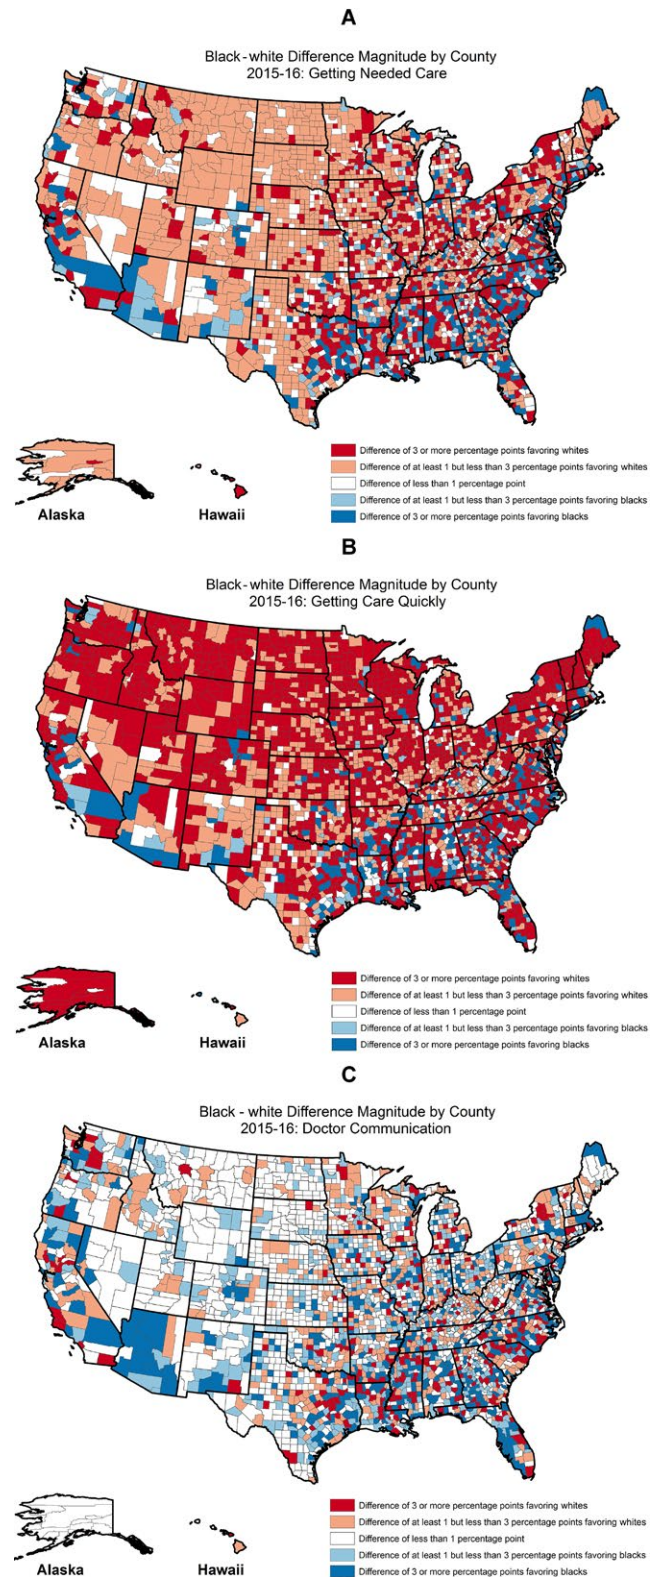 A
Black-white Difference Magnitude by County
2015-16: Getting Needed Care
Difference of 3 or more percentage points favoring whites
Difference of at least 1 but less than 3 percentage points favoring whites
Difference of less than 1 percentage point
Difference of at least 1 but less than 3 percentage points favoring blacks
Difference of 3 or more percentage points favoring blacks
Alaska
Hawaii
B
Black-white Difference Magnitude by County
2015-16: Getting Care Quickly
Difference of 3 or more percentage points favoring whites
Difference of at least 1 but less than 3 percentage points favoring whites
Difference of less than 1 percentage point
Difference of at least 1 but less than 3 percentage points favoring blacks
Difference of 3 or more percentage points favoring blacks
Alaska
Hawaii
C
Black - white Difference Magnitude by County
2015-16: Doctor Communication
Difference of 3 or more percentage points favoring whites
Difference of at least 1 but less than 3 percentage points favoring whites
Difference of less than 1 percentage point
Difference of at least 1 but less than 3 percentage points favoring blacks
Difference of 3 or more percentage points favoring blacks
Alaska
Hawaii